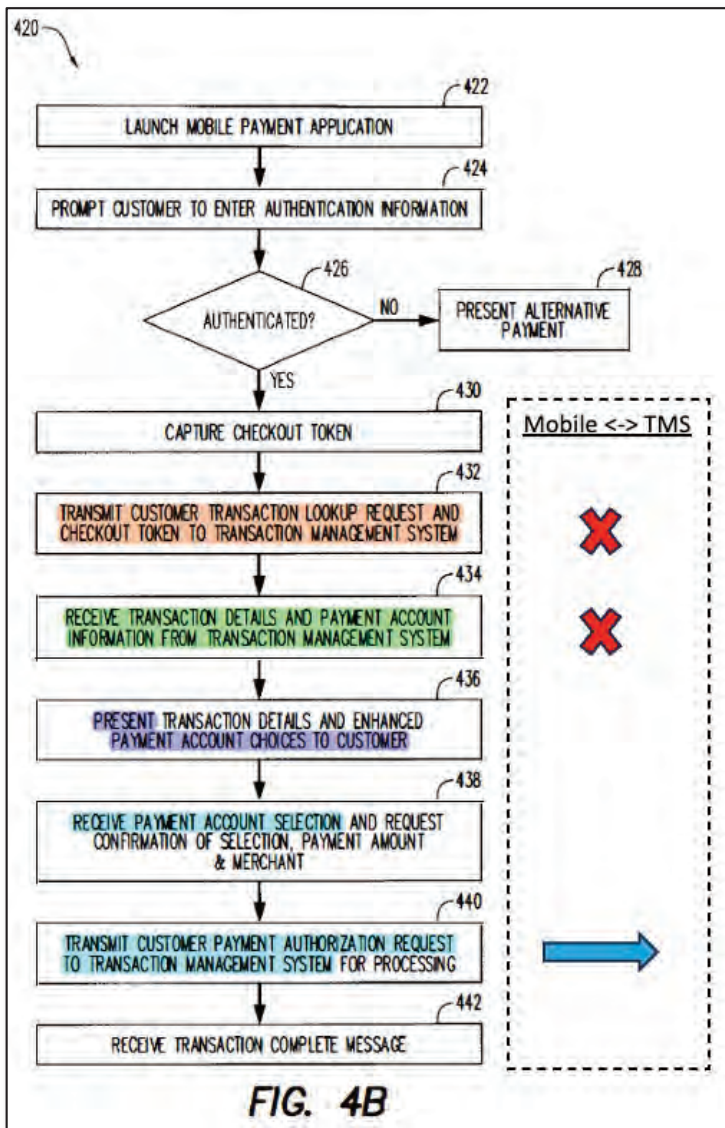 420
422
LAUNCH MOBILE PAYMENT APPLICATION
424
PROMPT CUSTOMER TO ENTER AUTHENTICATION INFORMATION
426
AUTHENTICATED?
NO
428
PRESENT ALTERNATIVE
PAYMENT
YES
430
CAPTURE CHECKOUT TOKEN
Mobile <-> TMS
432
TRANSMIT CUSTOMER TRANSACTION LOOKUP REQUEST AND
CHECKOUT TOKEN TO TRANSACTION MANAGEMENT SYSTEM
434
RECEIVE TRANSACTION DETAILS AND PAYMENT ACCOUNT
INFORMATION FROM TRANSACTION MANAGEMENT SYSTEM
436
PRESENT TRANSACTION DETAILS AND ENHANCED
PAYMENT ACCOUNT CHOICES TO CUSTOMER
438
RECEIVE PAYMENT ACCOUNT SELECTION AND REQUEST
CONFIRMATION OF SELECTION, PAYMENT AMOUNT
& MERCHANT
440
TRANSMIT CUSTOMER PAYMENT AUTHORIZATION REQUEST
TO TRANSACTION MANAGEMENT SYSTEM FOR PROCESSING
442
RECEIVE TRANSACTION COMPLETE MESSAGE
FIG. 4B